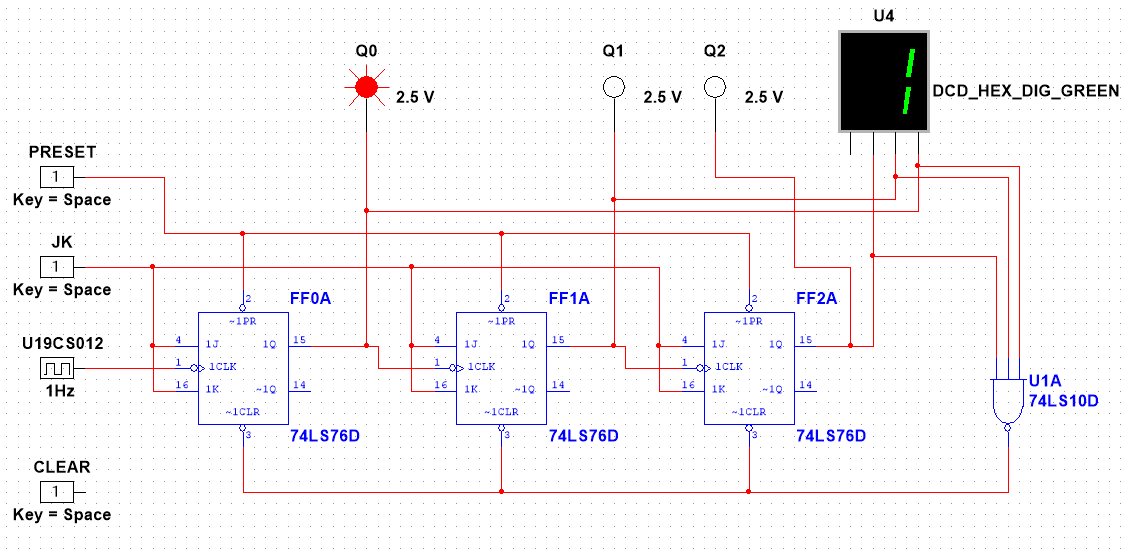 U4
Q0
Q1
Q2
2.5 V
2.5 V
2.5 V
DCD_HEX_DIG_GREEN
1
PRESET
1
Key = Space
JK
1
Key = Space
U19CS012
1Hz
CLEAR
1
Key = Space
FF0A
2
~1PR
4
1J
1Q
15
1
1CLK
16
1K
~1Q
14
~1CLR
3
74LS76D
FF1A
2
~1PR
4
1J
1Q
15
1
1CLK
16
1K
~1Q
14
~1CLR
3
74LS76D
FF2A
2
~1PR
4
1J
1Q
15
1
1CLK
16
1K
~1Q
14
~1CLR
3
74LS76D
U1A
74LS10D